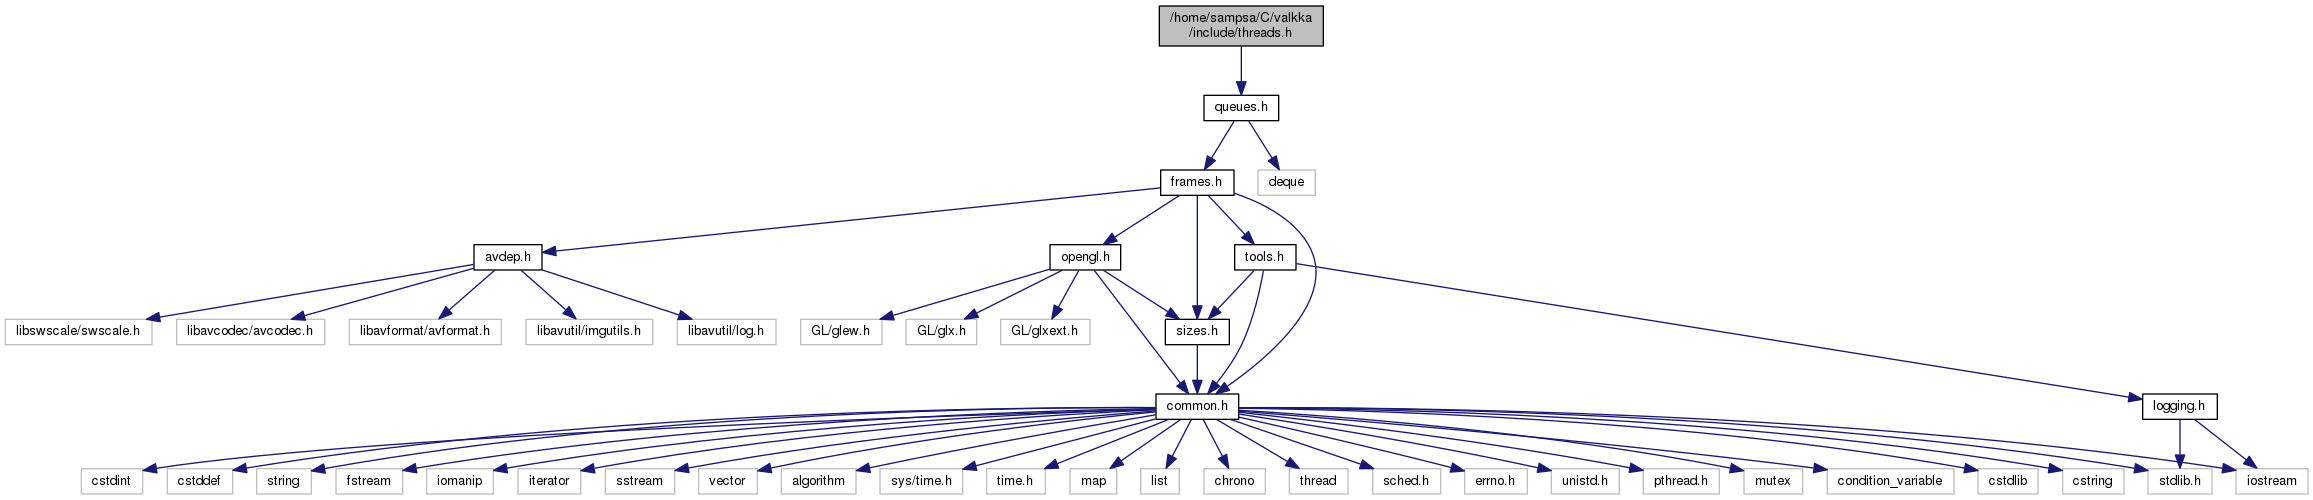 /home/sampsa/C/valkka
/include/threads.h
queues.h
frames.h
deque
avdep.h
opengl.h
tools.h
libswscale/swscale.h
libavcodec/avcodec.h
libavformat/avformat.h
libavutil/imgutils.h
libavutil/log.h
GL/glew.h
GL/glx.h
GL/glxext.h
sizes.h
common.h
logging.h
cstdint
cstddef
string
fstream
iomanip
iterator
sstream
vector
algorithm
sys/time.h
time.h
map
list
chrono
thread
sched.h
errno.h
unistd.h
pthread.h
mutex
condition_variable
cstdlib
cstring
stdlib.h
iostream